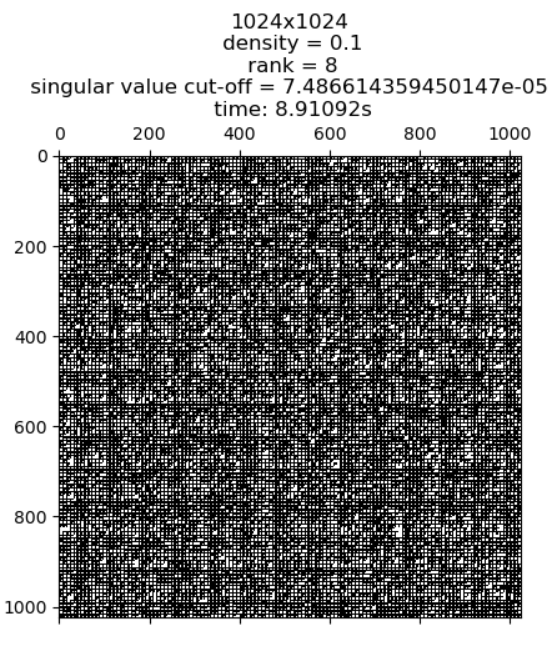 1024x1024
density = 0.1
rank = 8
singular value cut-off = 7.486614359450147e-05
time: 8.91092s
0 200 400 600 800 1000
0
200
400
600
800
1000